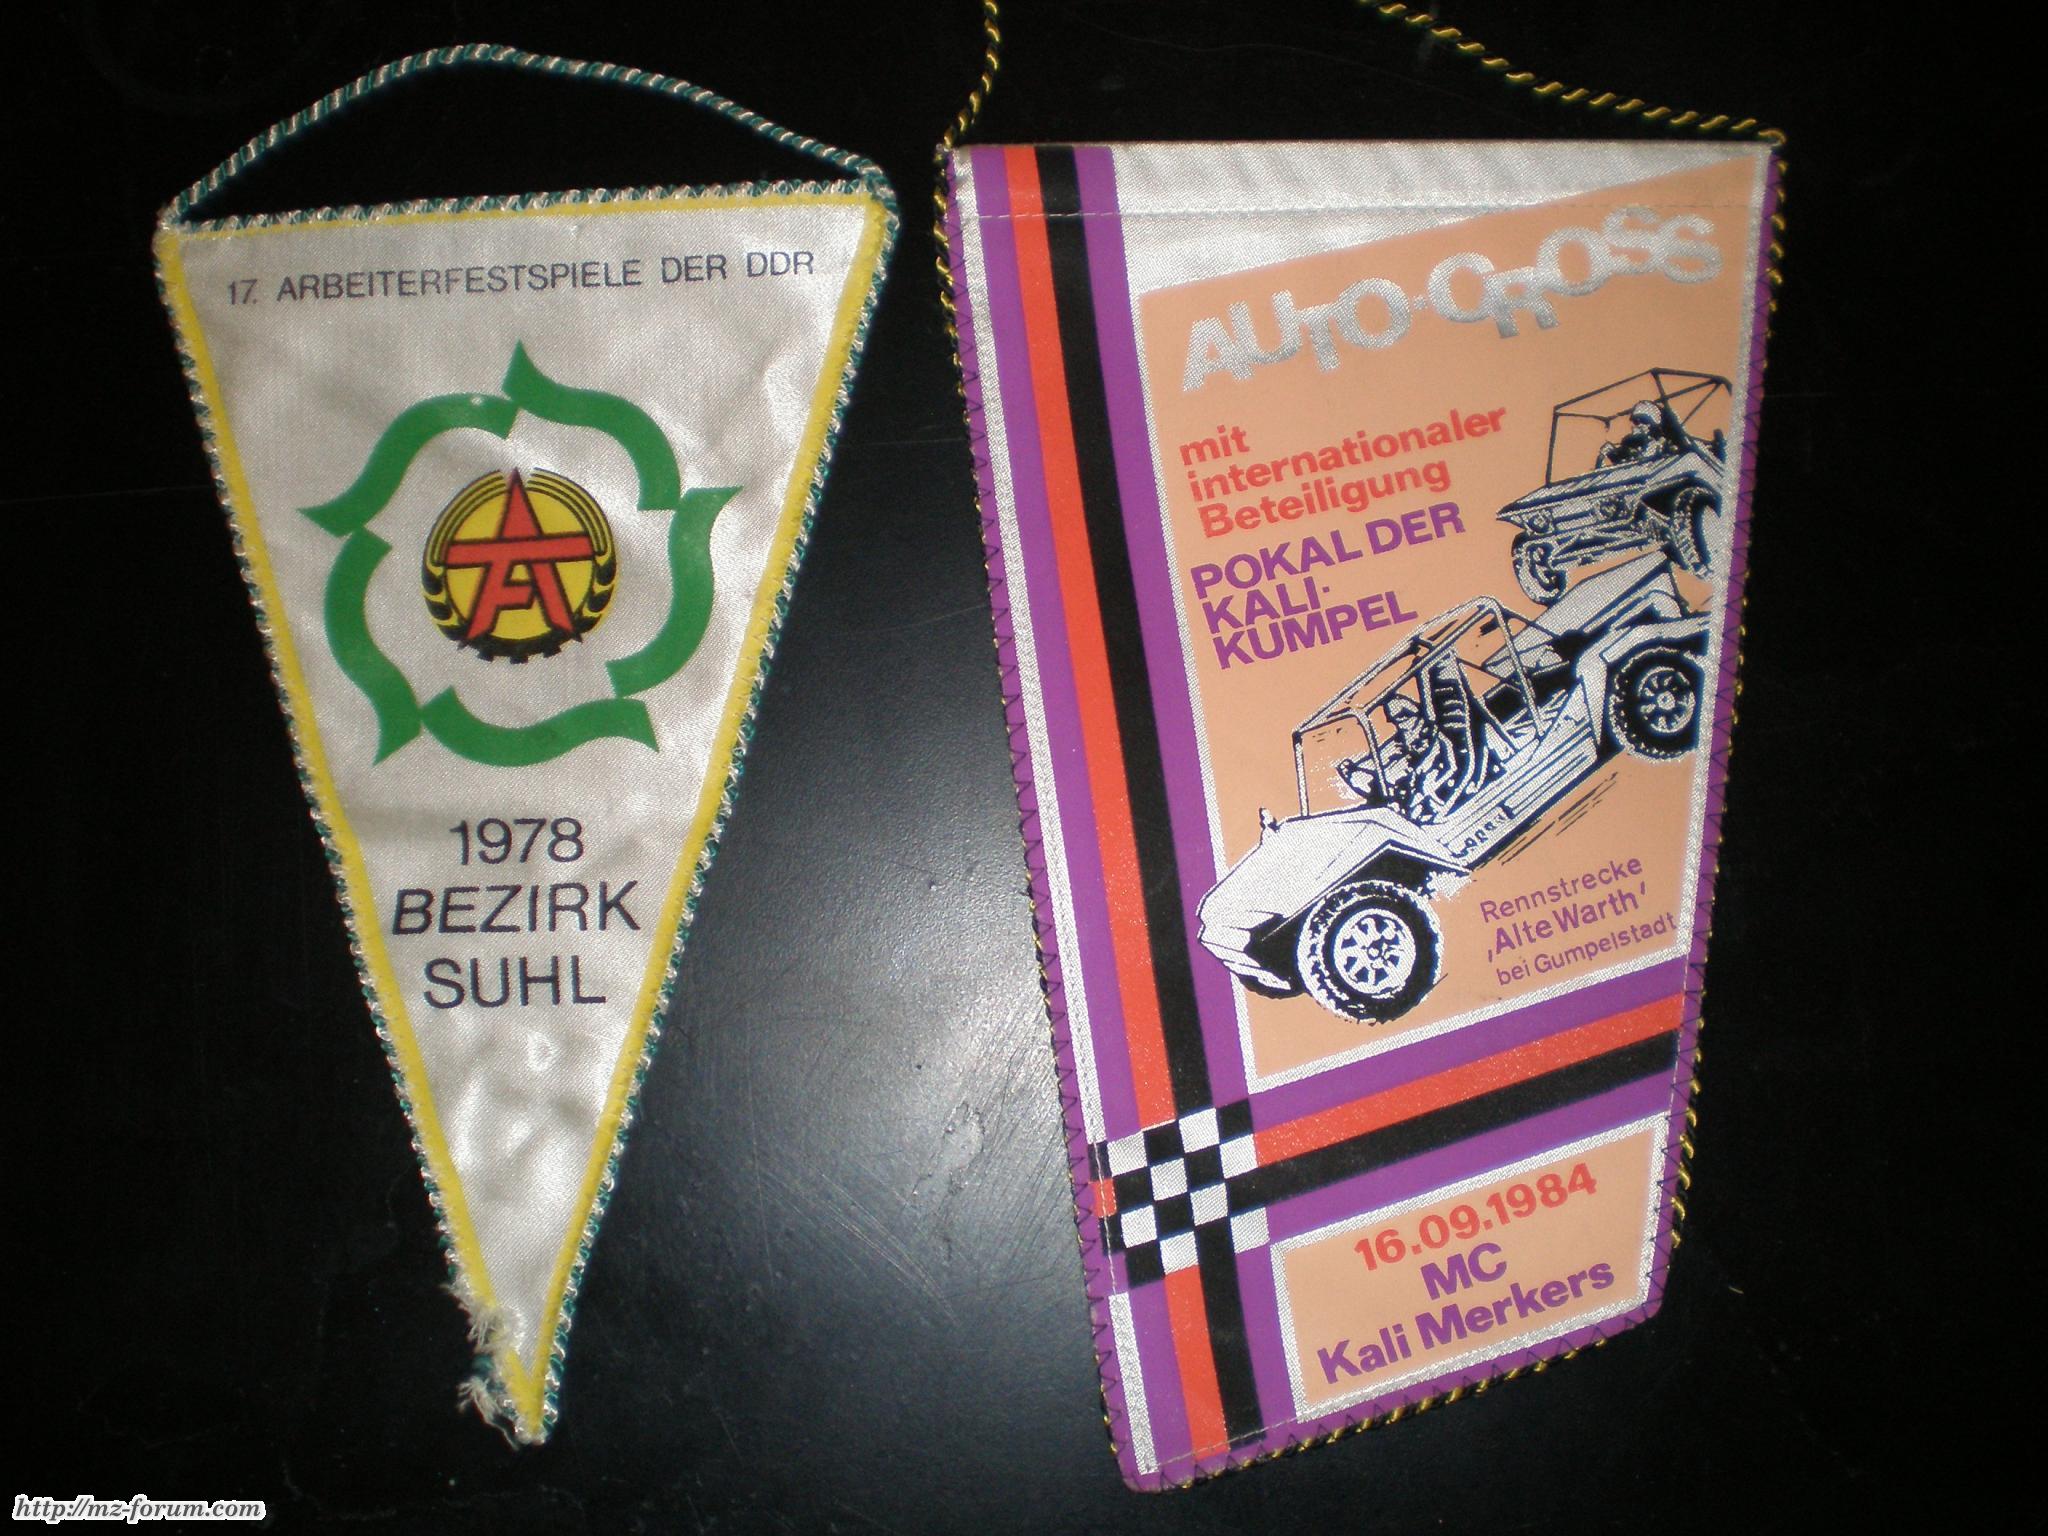 17. ARBEITERFESTSPIELE DER DDR
1978
BEZIRK
SUHL
AUTO-CROSS
mit
internationaler
Beteiligung
POKAL DER
KALI-
KUMPEL
Rennstrecke
‚Alte Warth'
bei Gumpelstadt
16.09.1984
MC
Kali Merkers
http://mz-forum.com